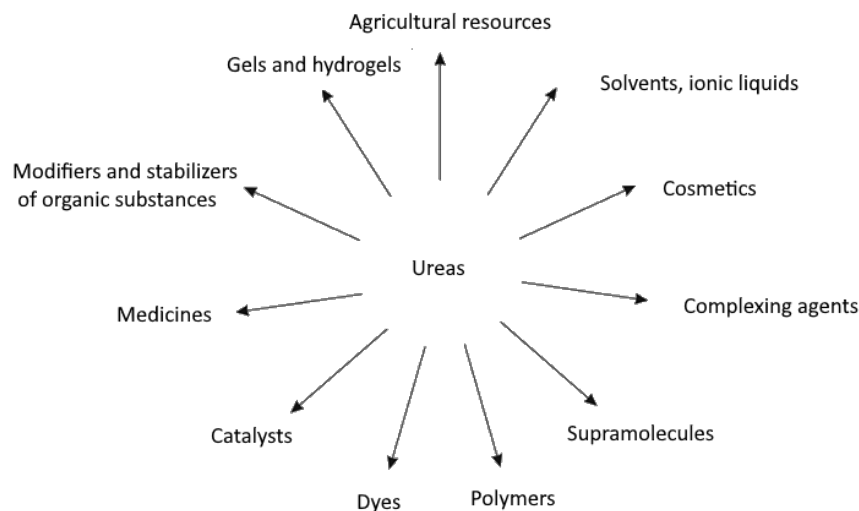 Agricultural resources
Gels and hydrogels
Solvents, ionic liquids
Modifiers and stabilizers
of organic substances
Cosmetics
Ureas
Medicines
Complexing agents
Catalysts
Supramolecules
Dyes
Polymers